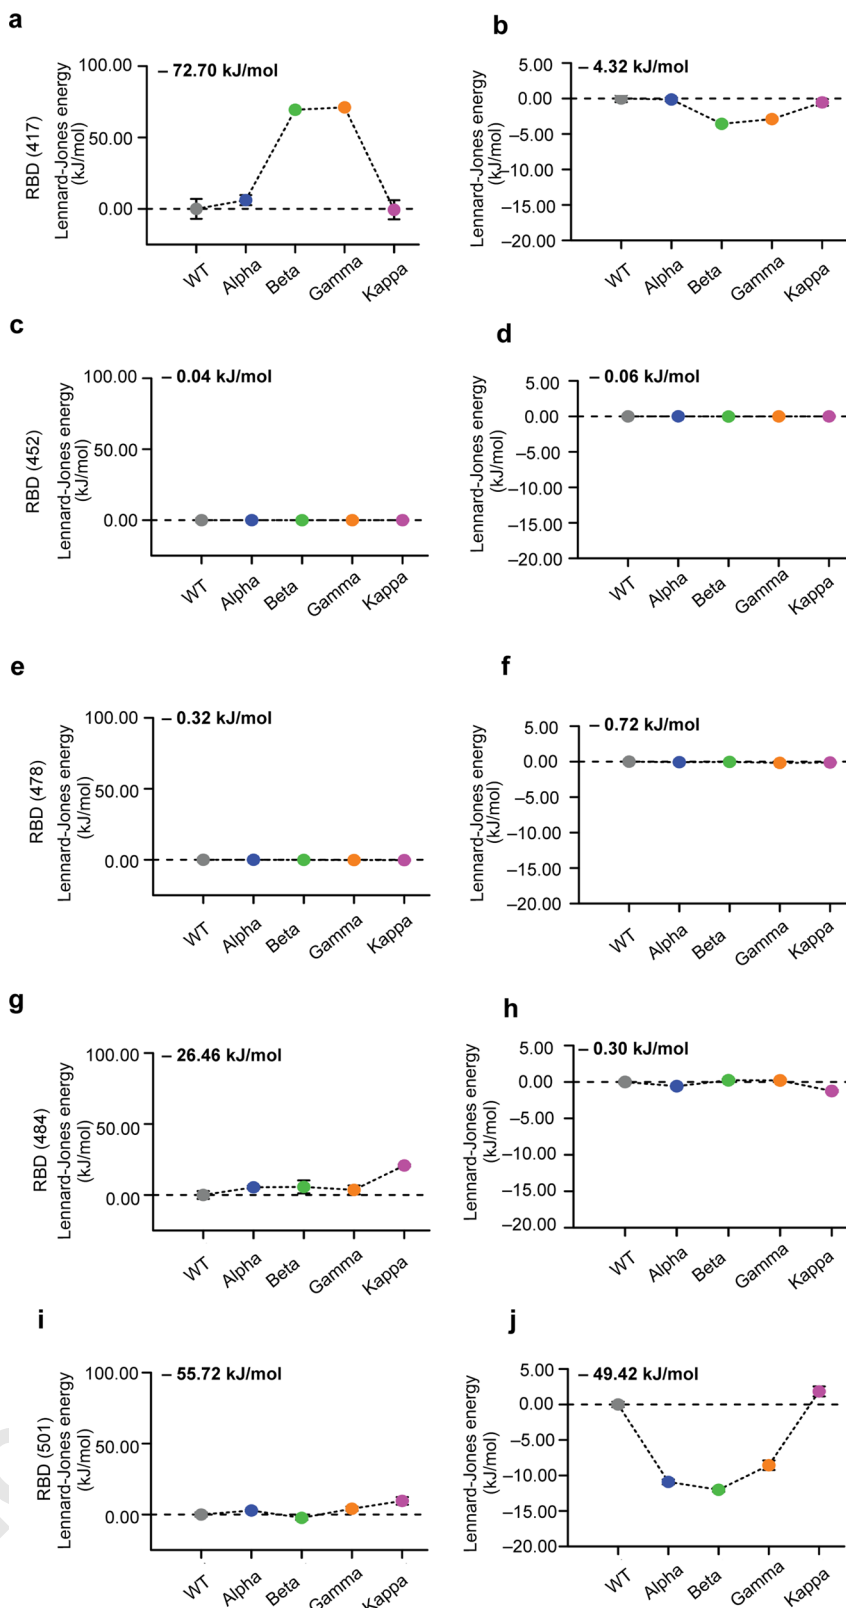 a
– 72.70 kJ/mol
RBD (417)
Lennard-Jones energy
(kJ/mol)
100.00
50.00
0.00
WT
Alpha
Beta
Gamma
Kappa
b
– 4.32 kJ/mol
Lennard-Jones energy
(kJ/mol)
5.00
0.00
–5.00
–10.00
–15.00
–20.00
WT
Alpha
Beta
Gamma
Kappa
c
– 0.04 kJ/mol
RBD (452)
Lennard-Jones energy
(kJ/mol)
100.00
50.00
0.00
WT
Alpha
Beta
Gamma
Kappa
d
– 0.06 kJ/mol
Lennard-Jones energy
(kJ/mol)
5.00
0.00
–5.00
–10.00
–15.00
–20.00
WT
Alpha
Beta
Gamma
Kappa
e
– 0.32 kJ/mol
RBD (478)
Lennard-Jones energy
(kJ/mol)
100.00
50.00
0.00
WT
Alpha
Beta
Gamma
Kappa
f
– 0.72 kJ/mol
Lennard-Jones energy
(kJ/mol)
5.00
0.00
–5.00
–10.00
–15.00
–20.00
WT
Alpha
Beta
Gamma
Kappa
g
– 26.46 kJ/mol
RBD (484)
Lennard-Jones energy
(kJ/mol)
100.00
50.00
0.00
WT
Alpha
Beta
Gamma
Kappa
h
– 0.30 kJ/mol
Lennard-Jones energy
(kJ/mol)
5.00
0.00
–5.00
–10.00
–15.00
–20.00
WT
Alpha
Beta
Gamma
Kappa
i
– 55.72 kJ/mol
RBD (501)
Lennard-Jones energy
(kJ/mol)
100.00
50.00
0.00
WT
Alpha
Beta
Gamma
Kappa
j
– 49.42 kJ/mol
Lennard-Jones energy
(kJ/mol)
5.00
0.00
–5.00
–10.00
–15.00
–20.00
WT
Alpha
Beta
Gamma
Kappa